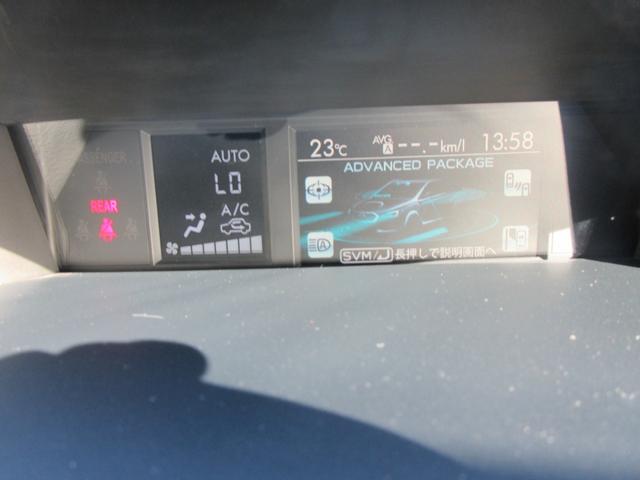 PASSENGER
REAR
AUTO
LO
A/C
23℃ AVG A --.-km/l 13:58
ADVANCED PACKAGE
A
SVM/ 長押しで説明画面へ